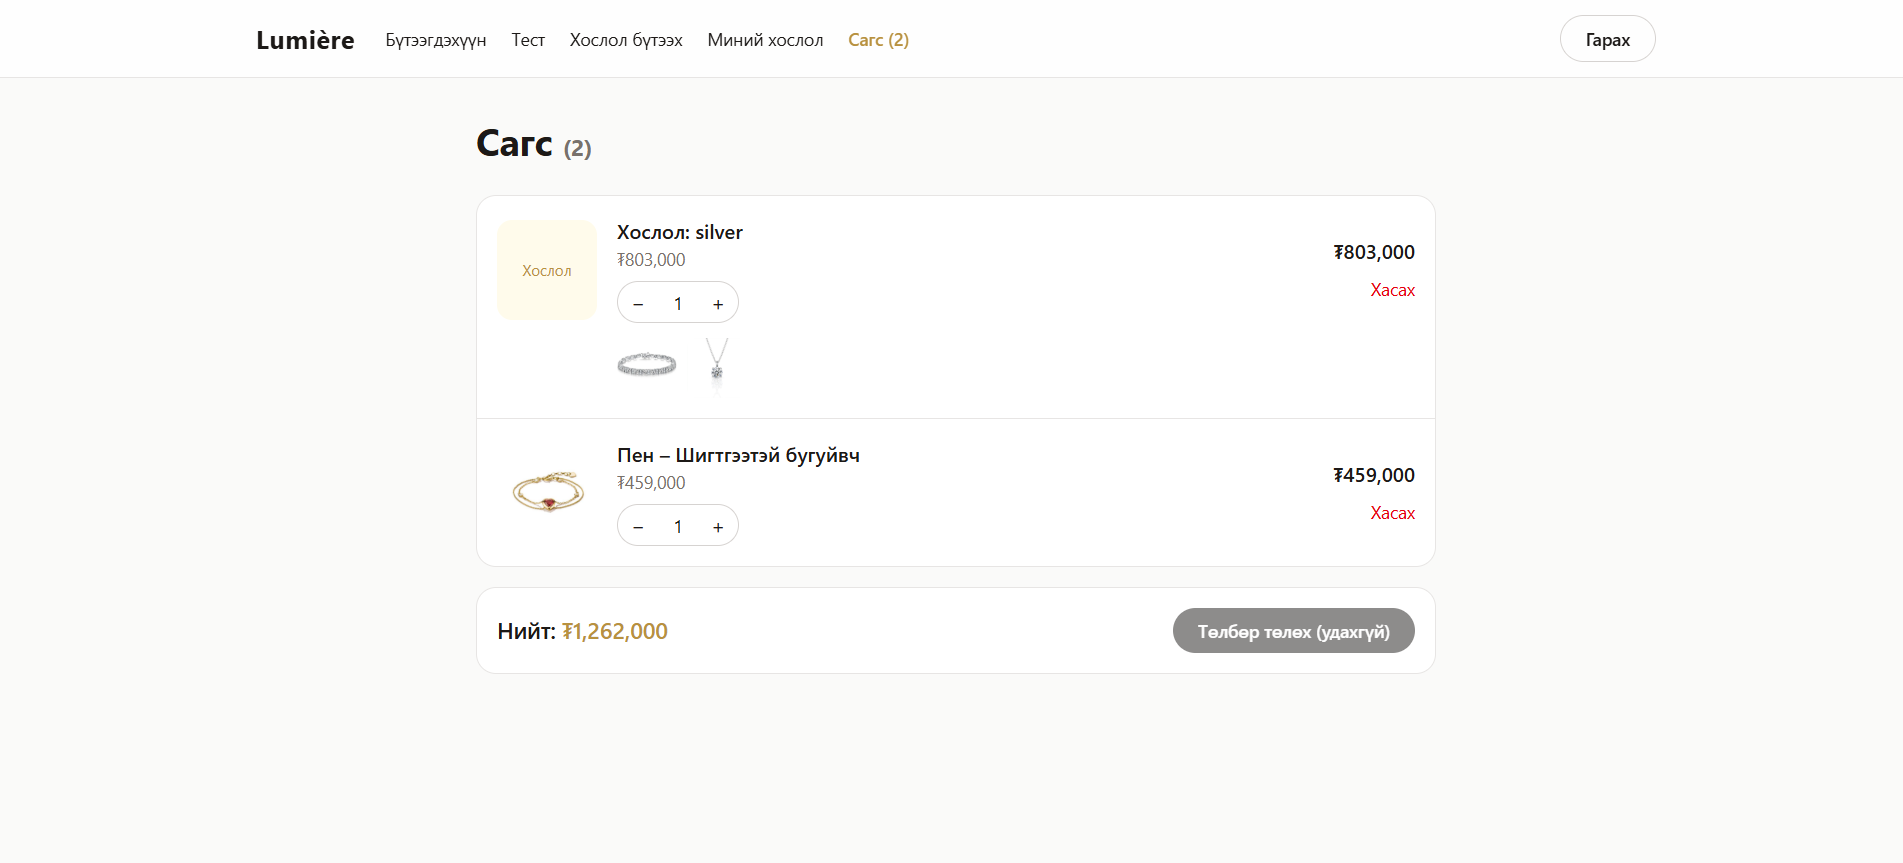 Lumière Бүтээгдэхүүн Тест Хослол бүтээх Миний хослол Сагс (2) Гарах
Сагс (2)
Хослол
Хослол: silver
₮803,000
− 1 +
₮803,000
Хасах
Пен – Шигтгээтэй бугуйвч
₮459,000
− 1 +
₮459,000
Хасах
Нийт: ₮1,262,000
Төлбөр төлөх (удахгүй)